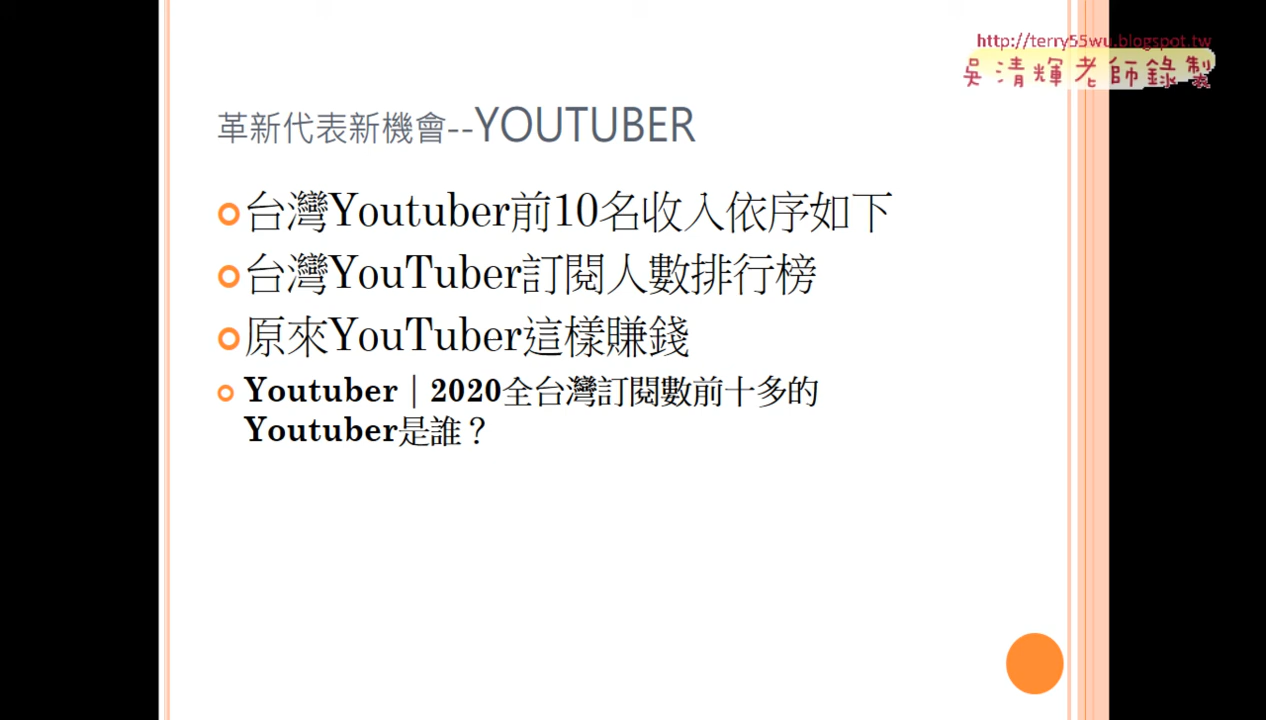 http://terry55wu.blogspot.tw
吳清輝老師錄製
革新代表新機會--YOUTUBER
台灣Youtuber前10名收入依序如下
台灣YouTuber訂閱人數排行榜
原來YouTuber這樣賺錢
Youtuber｜2020全台灣訂閱數前十多的
Youtuber是誰？